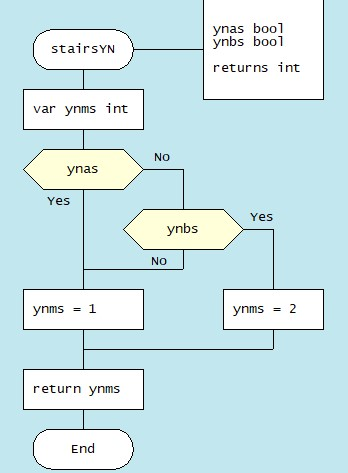 stairsYN
ynas bool
ynbs bool
returns int
var ynms int
ynas
No
Yes
ynbs
Yes
No
ynms = 1
ynms = 2
return ynms
End